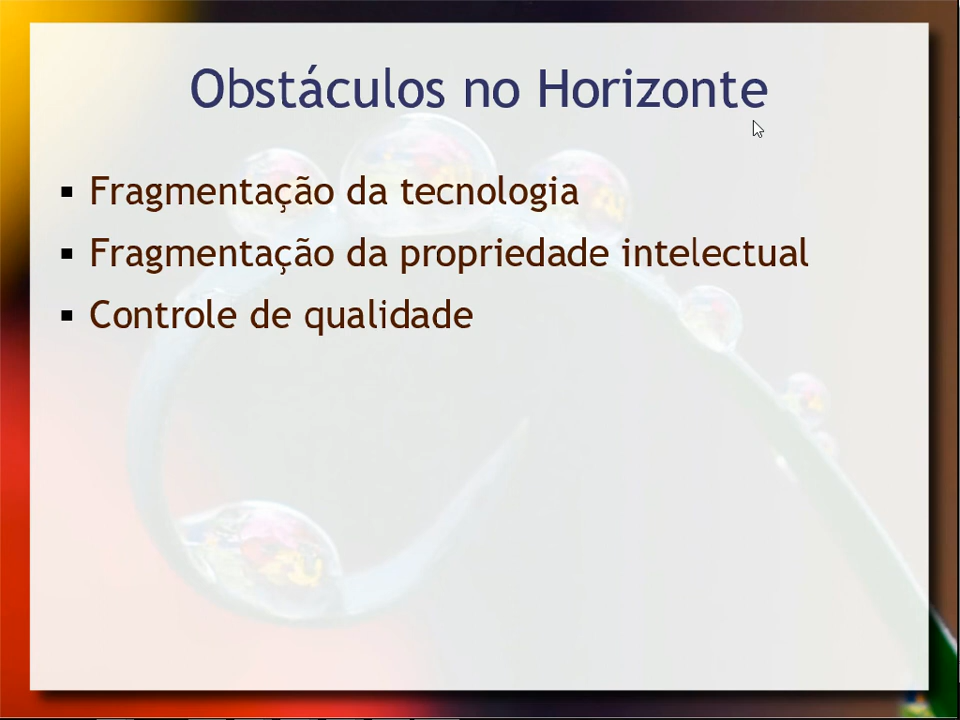 Obstáculos no Horizonte
Fragmentação da tecnologia
Fragmentação da propriedade intelectual
Controle de qualidade